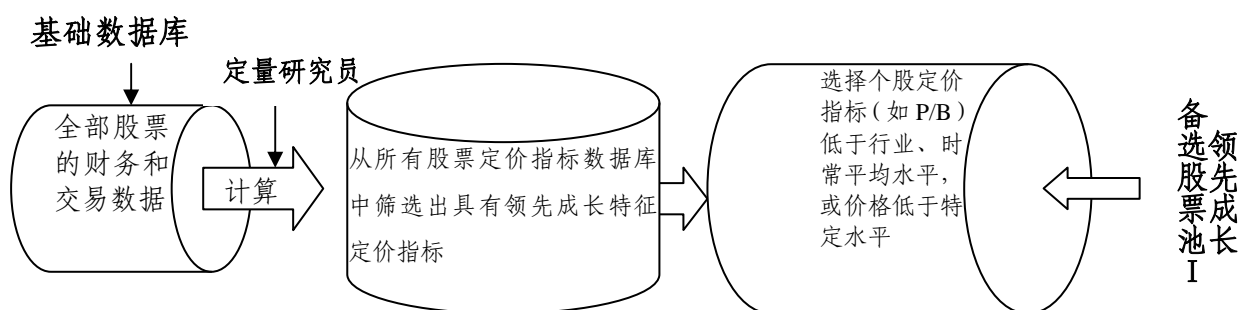 基础数据库
定量研究员
全部股票
的财务和
交易数据
计算
从所有股票定价指标数据库
中筛选出具有领先成长特征
定价指标
选择个股定价
指标（如 P/B）
低于行业、时
常平均水平，
或价格低于特
定水平
领先成长
备选股票池 I